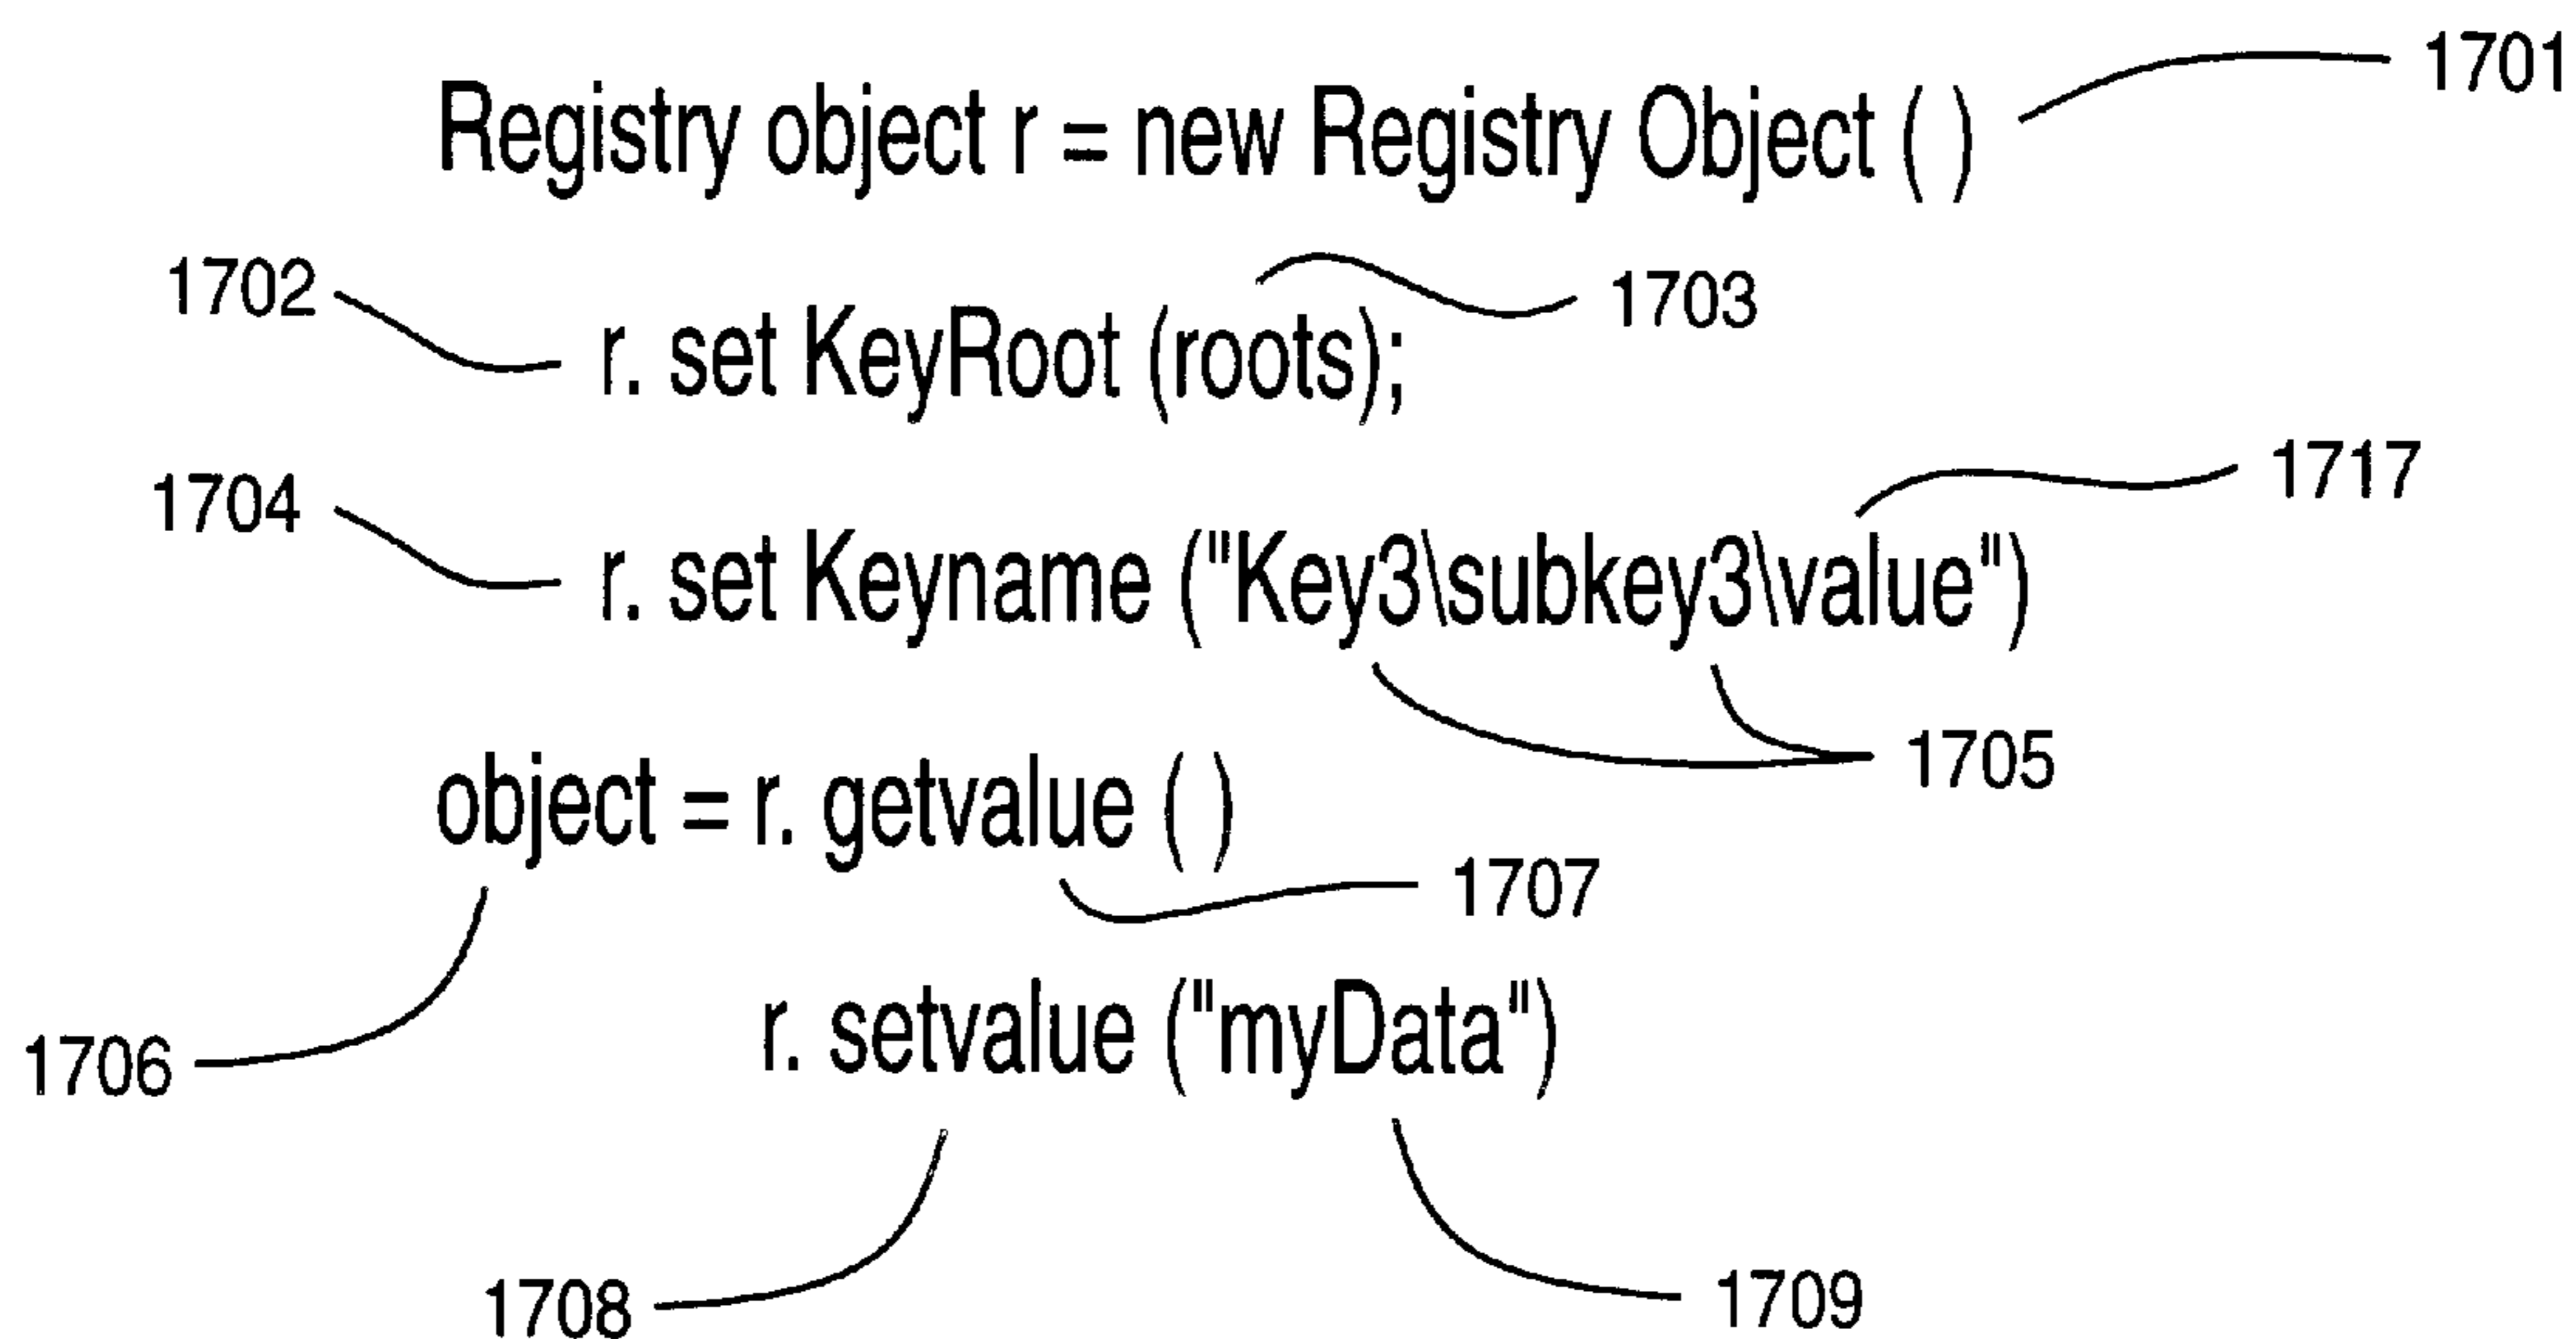 1701
Registry object r = new Registry Object ( )
1702
1703
r. set KeyRoot (roots);
1704
1717
r. set Keyname ("Key3\subkey3\value")
1705
object = r. getvalue ( )
1707
r. setvalue ("myData")
1706
1708
1709